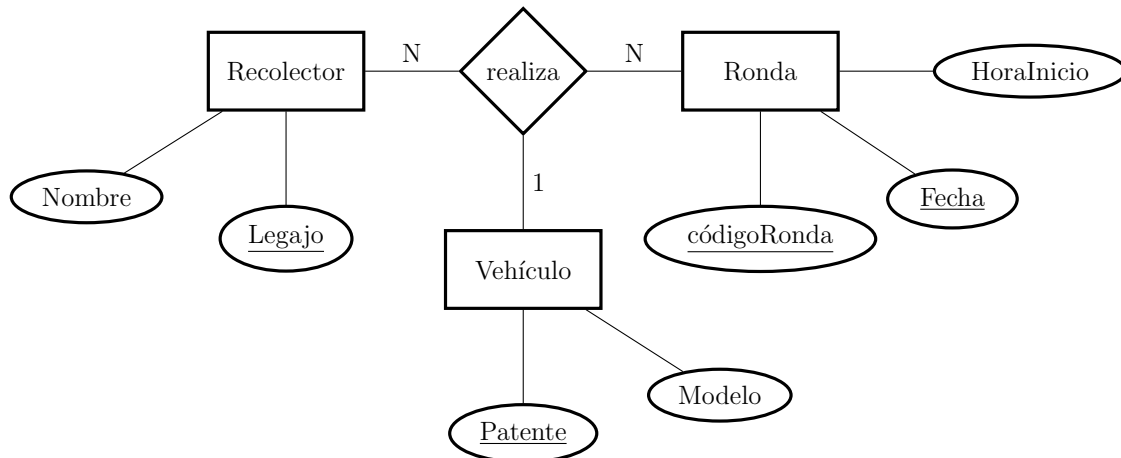 Recolector
N
realiza
N
Ronda
HoraInicio
Nombre
Legajo
1
códigoRonda
Fecha
Vehículo
Patente
Modelo